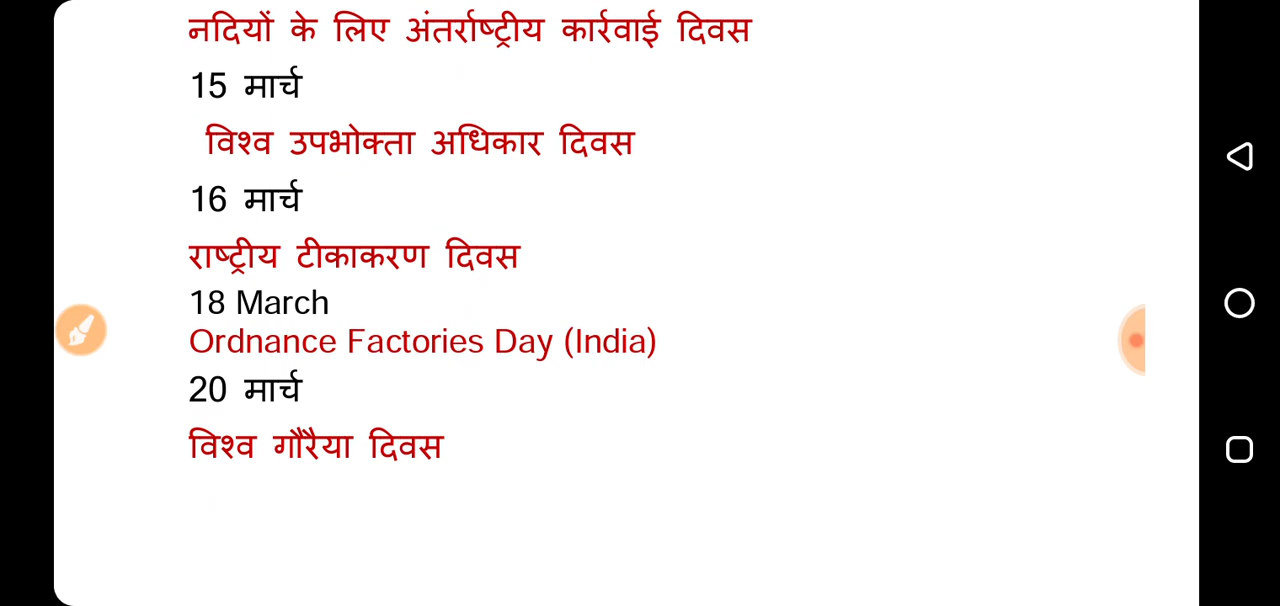 नदियों के लिए अंतर्राष्ट्रीय कार्रवाई दिवस
15 मार्च
विश्व उपभोक्ता अधिकार दिवस
16 मार्च
राष्ट्रीय टीकाकरण दिवस
18 March
Ordnance Factories Day (India)
20 मार्च
विश्व गौरैया दिवस